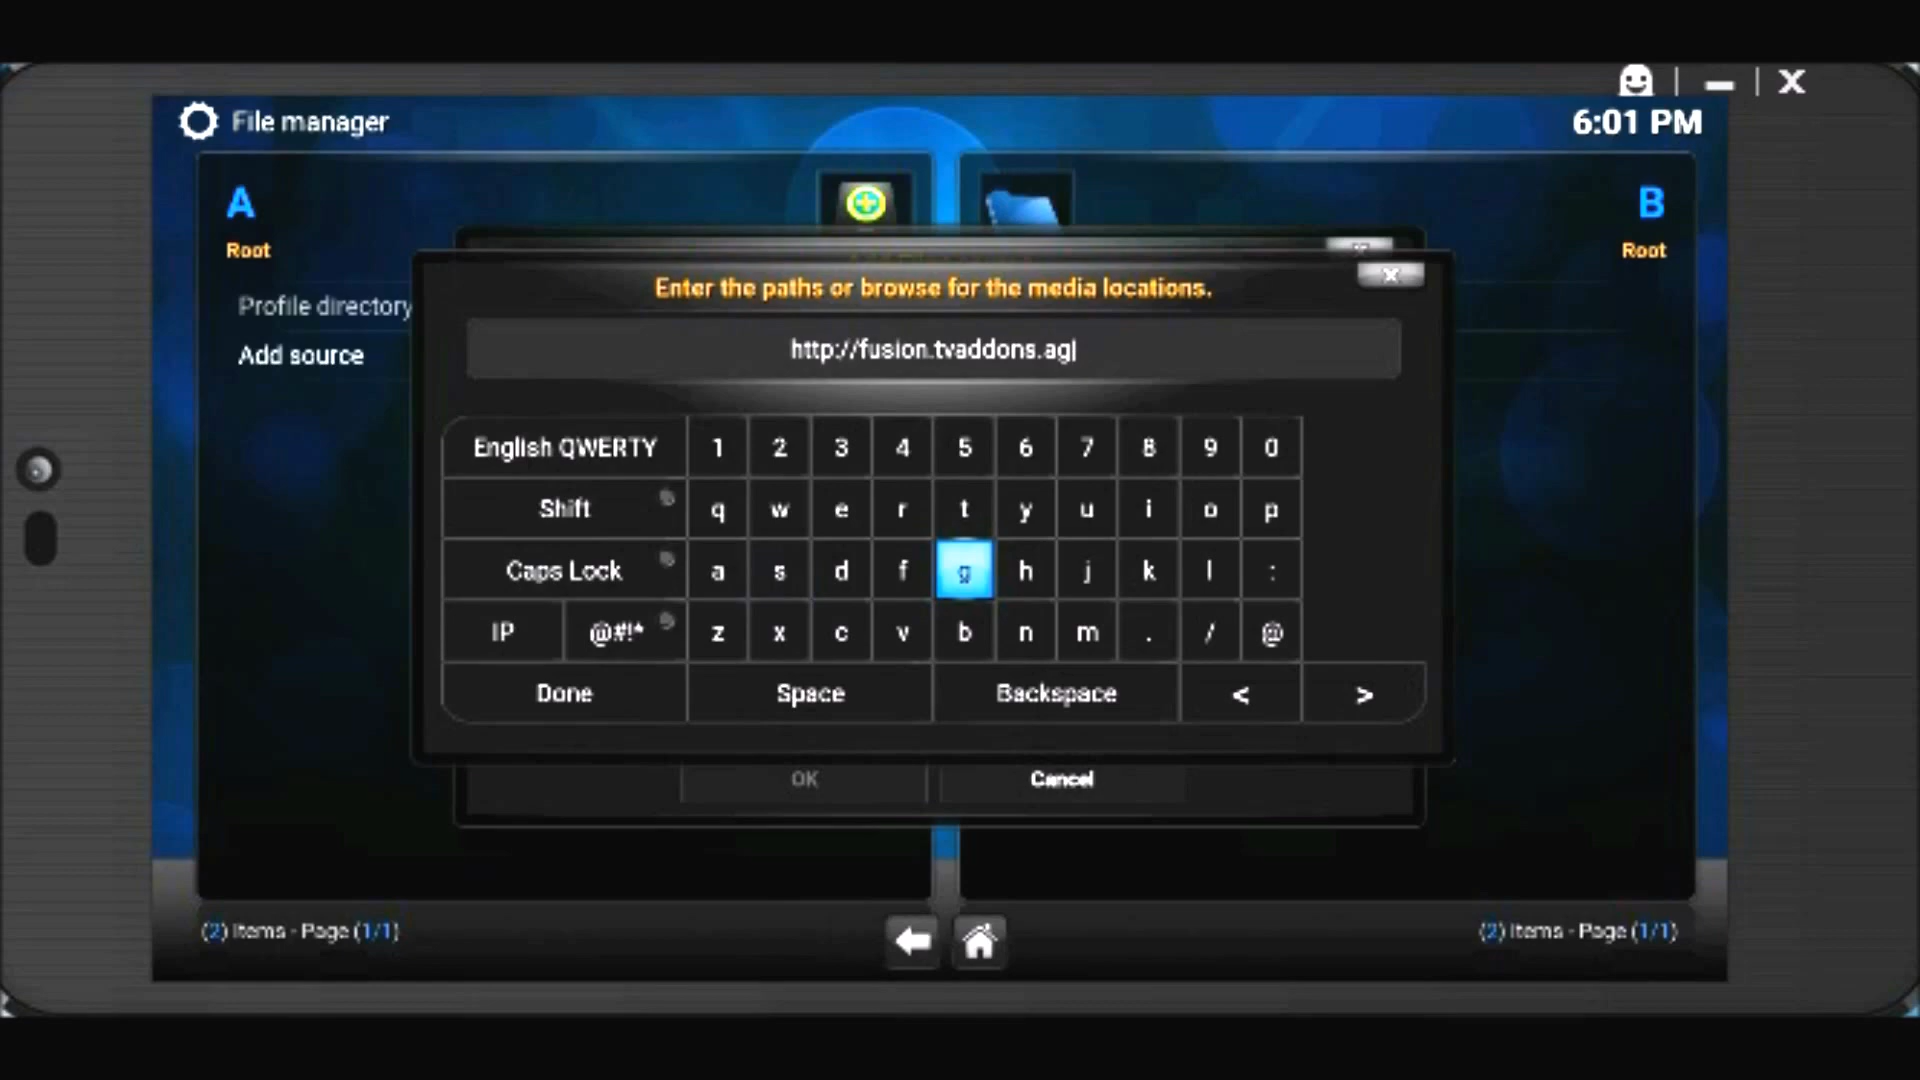 File manager
6:01 PM
A
B
Root
Root
Profile directory
Add source
Enter the paths or browse for the media locations.
http://fusion.tvaddons.ag
English QWERTY 1 2 3 4 5 6 7 8 9 0
Shift q w e r t y u i o p
Caps Lock a s d f g h j k l :
IP @#!* z x c v b n m . / @
Done Space Backspace < >
OK Cancel
(2) Items - Page (1/1)
(2) Items - Page (1/1)